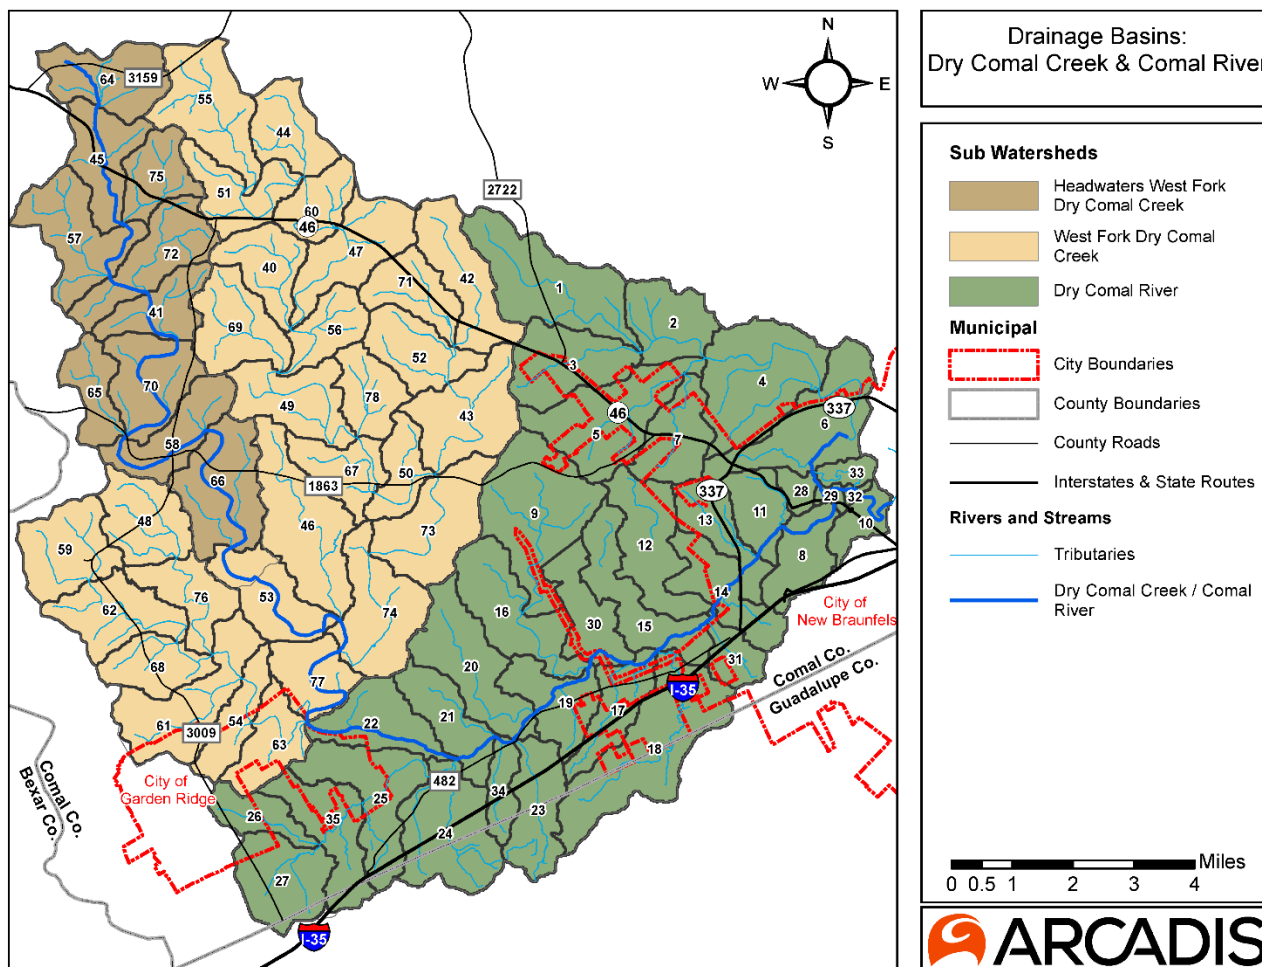 Drainage Basins:
Dry Comal Creek & Comal River
N
W E
S
Sub Watersheds
Headwaters West Fork
Dry Comal Creek
West Fork Dry Comal
Creek
Dry Comal River
Municipal
City Boundaries
County Boundaries
County Roads
Interstates & State Routes
Rivers and Streams
Tributaries
Dry Comal Creek / Comal
River
Miles
0 0.5 1 2 3 4
ARCADIS
64
3159
55
44
45
75
51
2722
60
46
57
72
40
47
42
71
1
41
69
56
2
52
3
4
65
70
49
78
43
46
337
6
5
7
58
66
67
50
1863
337
33
28
29
32
48
46
9
13
11
10
59
73
12
8
76
53
62
74
16
30
15
14
City of
New Braunfels
68
20
31
Comal Co.
Guadalupe Co.
77
I-35
61
54
22
21
19
17
3009
63
18
City of
Garden Ridge
482
Comal Co.
Bexar Co.
25
34
23
26
35
24
27
I-35